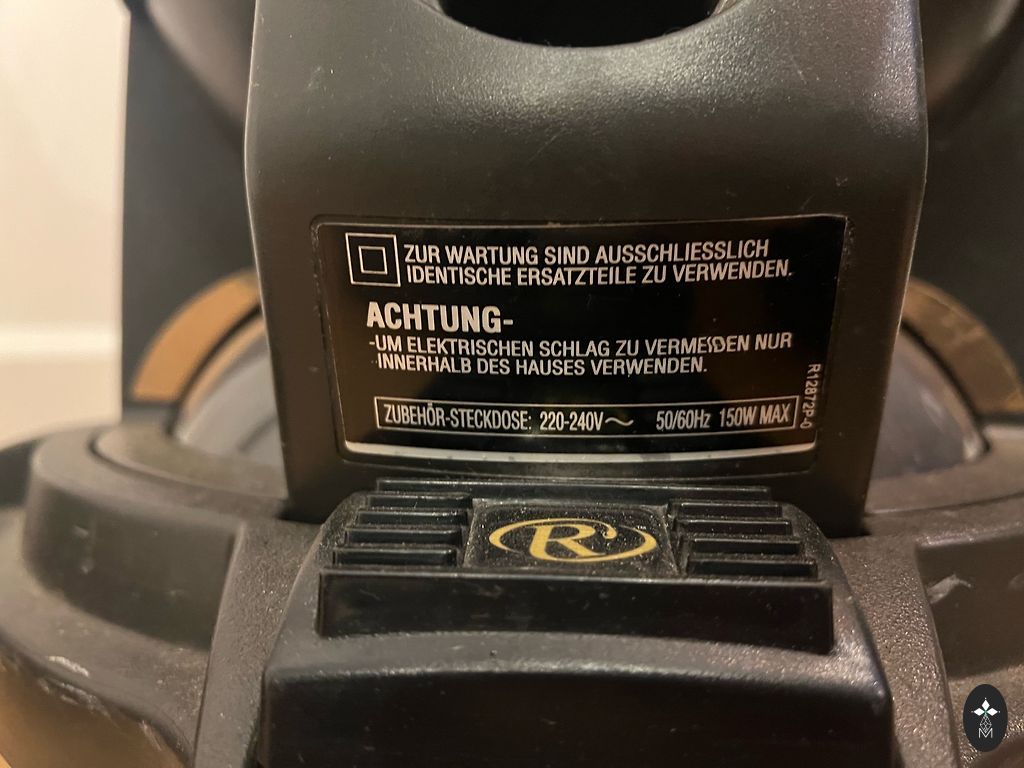 ZUR WARTUNG SIND AUSSCHLIESSLICH
IDENTISCHE ERSATZTEILE ZU VERWENDEN.
ACHTUNG-
-UM ELEKTRISCHEN SCHLAG ZU VERMEIDEN NUR
INNERHALB DES HAUSES VERWENDEN.
ZUBEHÖR-STECKDOSE: 220-240V~ 50/60Hz 150W MAX
R12872P-0
R
M